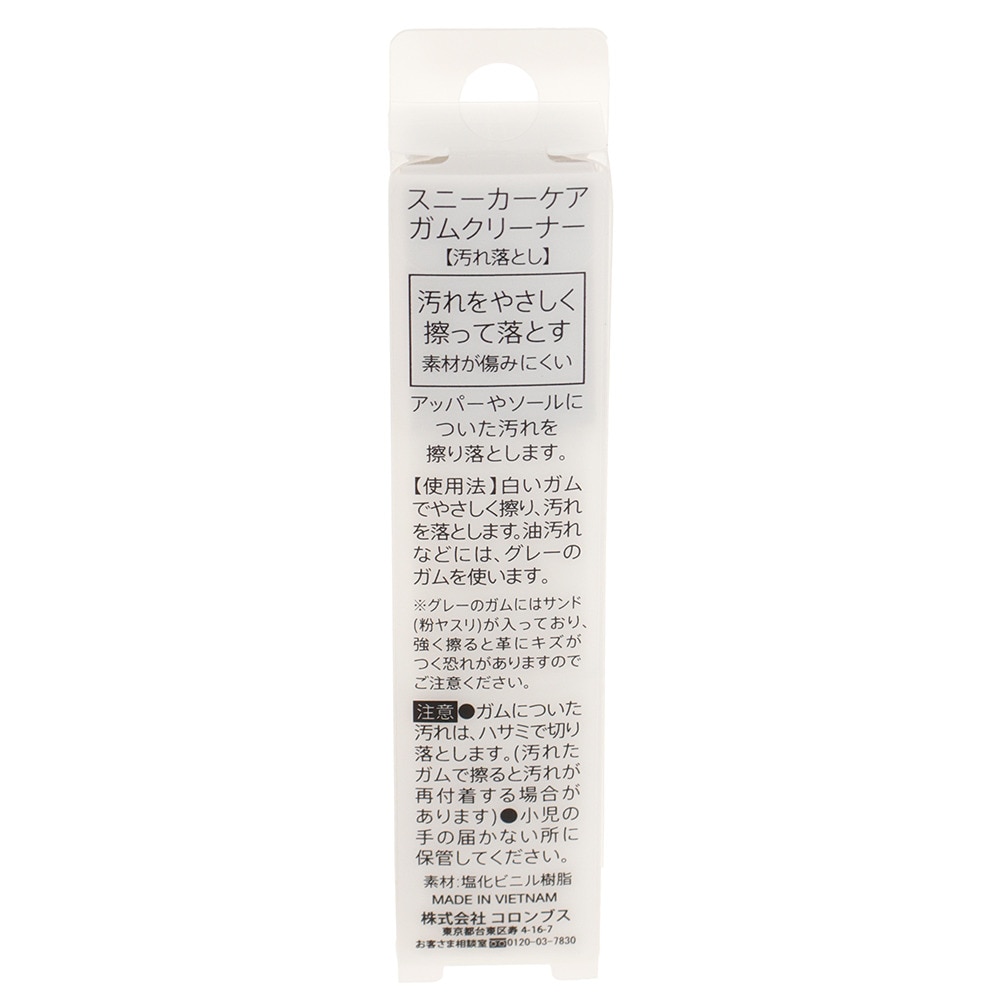 スニーカーケア
ガムクリーナー
【汚れ落とし】
汚れをやさしく
擦って落とす
素材が傷みにくい
アッパーやソールに
ついた汚れを
擦り落とします。
【使用法】白いガム
でやさしく擦り、汚れ
を落とします。油汚れ
などには、グレーの
ガムを使います。
※グレーのガムにはサンド
(粉ヤスリ)が入っており、
強く擦ると革にキズが
つく恐れがありますので
ご注意ください。
注意●ガムについた
汚れは、ハサミで切り
落とします。(汚れた
ガムで擦ると汚れが
再付着する場合が
あります)●小児の
手の届かない所に
保管してください。
素材:塩化ビニル樹脂
MADE IN VIETNAM
株式会社 コロンブス
東京都台東区寿 4-16-7
お客さま相談室 0120-03-7830